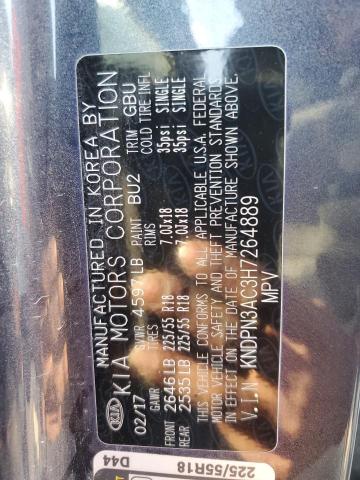 MANUFACTURED IN KOREA BY
KIA KIA MOTORS CORPORATION
02/17 GVWR 4597LB PAINT BU2 TRIM GBU
GAWR TIRES RIMS COLD TIRE INFL
FRONT 2646LB 225/55 R18 7.0Jx18 35psi SINGLE
REAR 2535LB 225/55 R18 7.0Jx18 35psi SINGLE
THIS VEHICLE CONFORMS TO ALL APPLICABLE U.S.A. FEDERAL
MOTOR VEHICLE SAFETY AND THEFT PREVENTION STANDARDS
IN EFFECT ON THE DATE OF MANUFACTURE SHOWN ABOVE.
V.I.N. KNDPN3AC3H7264889
MPV
D44
225/55R18